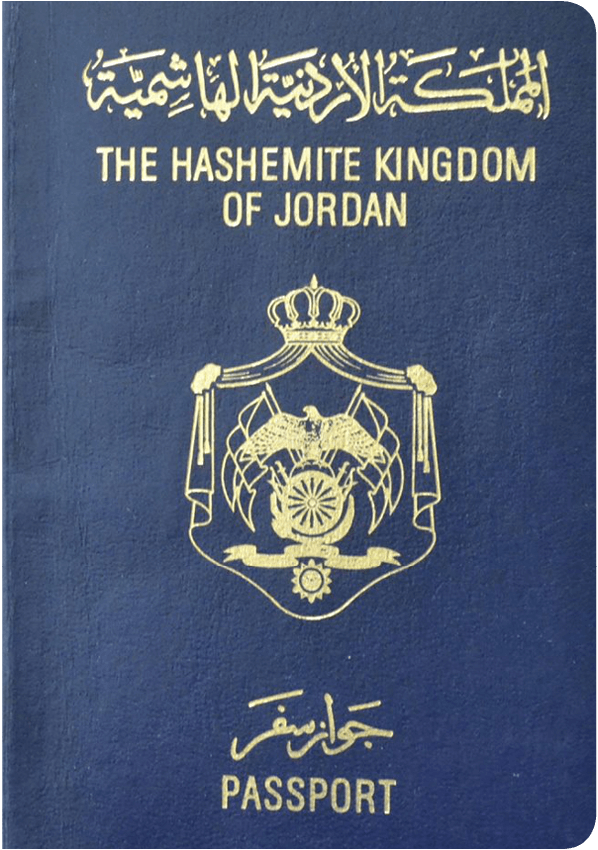 المملكة الأردنية الهاشمية
THE HASHEMITE KINGDOM
OF JORDAN
جواز سفر
PASSPORT